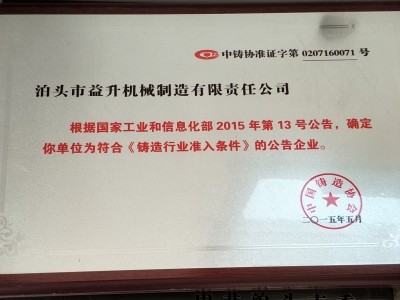 中铸协准证字第 0207160071 号
泊头市益升机械制造有限责任公司
根据国家工业和信息化部 2015 年第 13 号公告，确定
你单位为符合《铸造行业准入条件》的公告企业。
中国铸造协会
二〇一五年五月